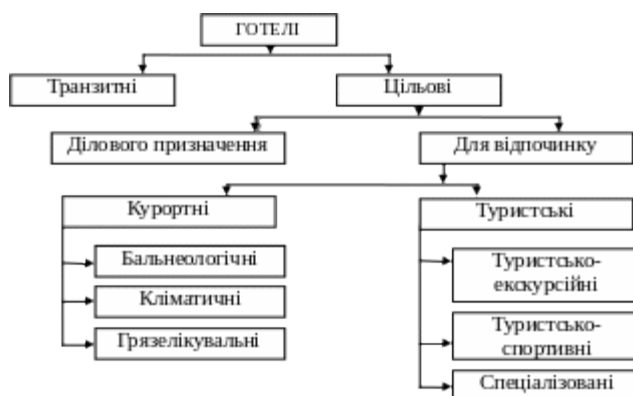 ГОТЕЛІ
Транзитні
Цільові
Ділового призначення
Для відпочинку
Курортні
Туристські
Бальнеологічні
Кліматичні
Грязелікувальні
Туристсько-
екскурсійні
Туристсько-
спортивні
Спеціалізовані